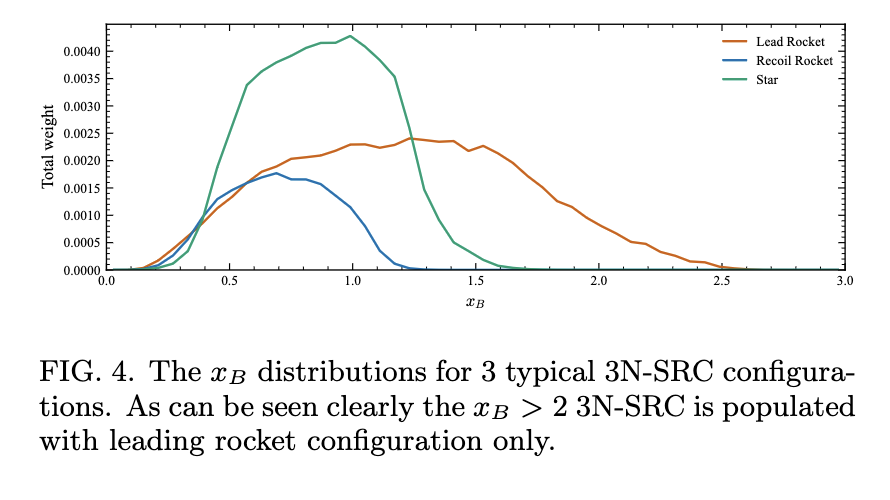 0.0040
0.0035
0.0030
0.0025
0.0020
0.0015
0.0010
0.0005
0.0000
Total weight
Lead Rocket
Recoil Rocket
Star
0.0 0.5 1.0 1.5 2.0 2.5 3.0
x_B
FIG. 4. The x_B distributions for 3 typical 3N-SRC configura-
tions. As can be seen clearly the x_B > 2 3N-SRC is populated
with leading rocket configuration only.